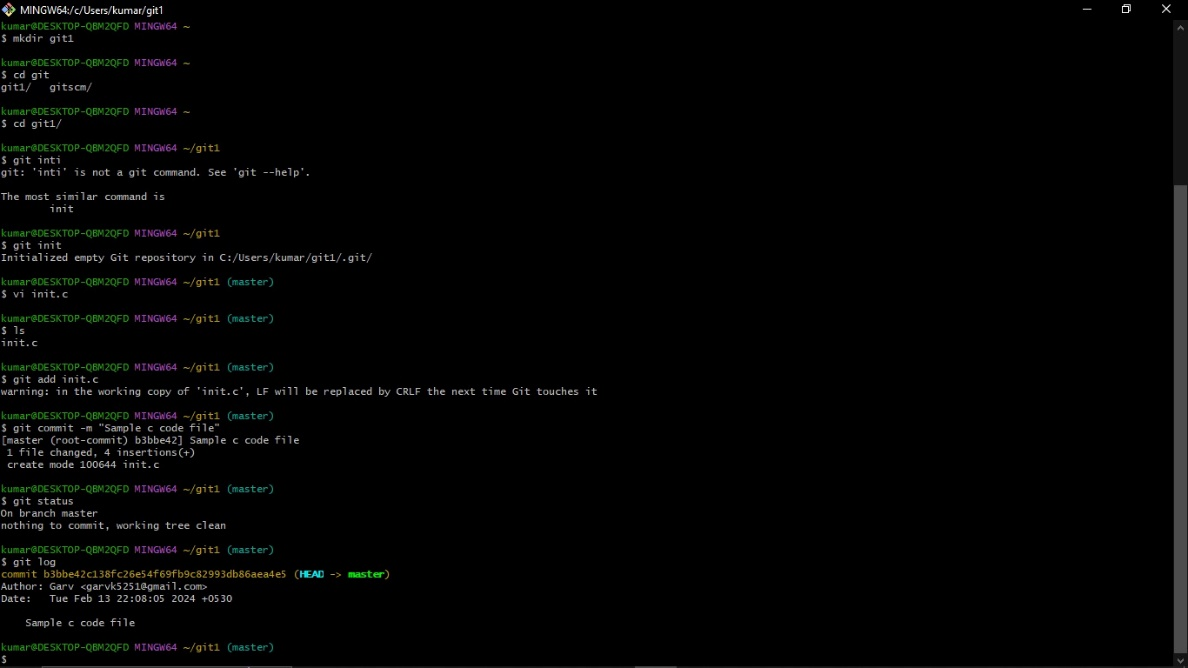 MINGW64:/c/Users/kumar/git1
kumar@DESKTOP-QBM2QFD MINGW64 ~
$ mkdir git1
kumar@DESKTOP-QBM2QFD MINGW64 ~
$ cd git
git1/   gitscm/
kumar@DESKTOP-QBM2QFD MINGW64 ~
$ cd git1/
kumar@DESKTOP-QBM2QFD MINGW64 ~/git1
$ git inti
git: 'inti' is not a git command. See 'git --help'.
The most similar command is
        init
kumar@DESKTOP-QBM2QFD MINGW64 ~/git1
$ git init
Initialized empty Git repository in C:/Users/kumar/git1/.git/
kumar@DESKTOP-QBM2QFD MINGW64 ~/git1 (master)
$ vi init.c
kumar@DESKTOP-QBM2QFD MINGW64 ~/git1 (master)
$ ls
init.c
kumar@DESKTOP-QBM2QFD MINGW64 ~/git1 (master)
$ git add init.c
warning: in the working copy of 'init.c', LF will be replaced by CRLF the next time Git touches it
kumar@DESKTOP-QBM2QFD MINGW64 ~/git1 (master)
$ git commit -m "Sample c code file"
[master (root-commit) b3bbe42] Sample c code file
 1 file changed, 4 insertions(+)
 create mode 100644 init.c
kumar@DESKTOP-QBM2QFD MINGW64 ~/git1 (master)
$ git status
On branch master
nothing to commit, working tree clean
kumar@DESKTOP-QBM2QFD MINGW64 ~/git1 (master)
$ git log
commit b3bbe42c138fc26e54f69fb9c82993db86aea4e5 (HEAD -> master)
Author: Garv <garvk5251@gmail.com>
Date:   Tue Feb 13 22:08:05 2024 +0530
    Sample c code file
kumar@DESKTOP-QBM2QFD MINGW64 ~/git1 (master)
$